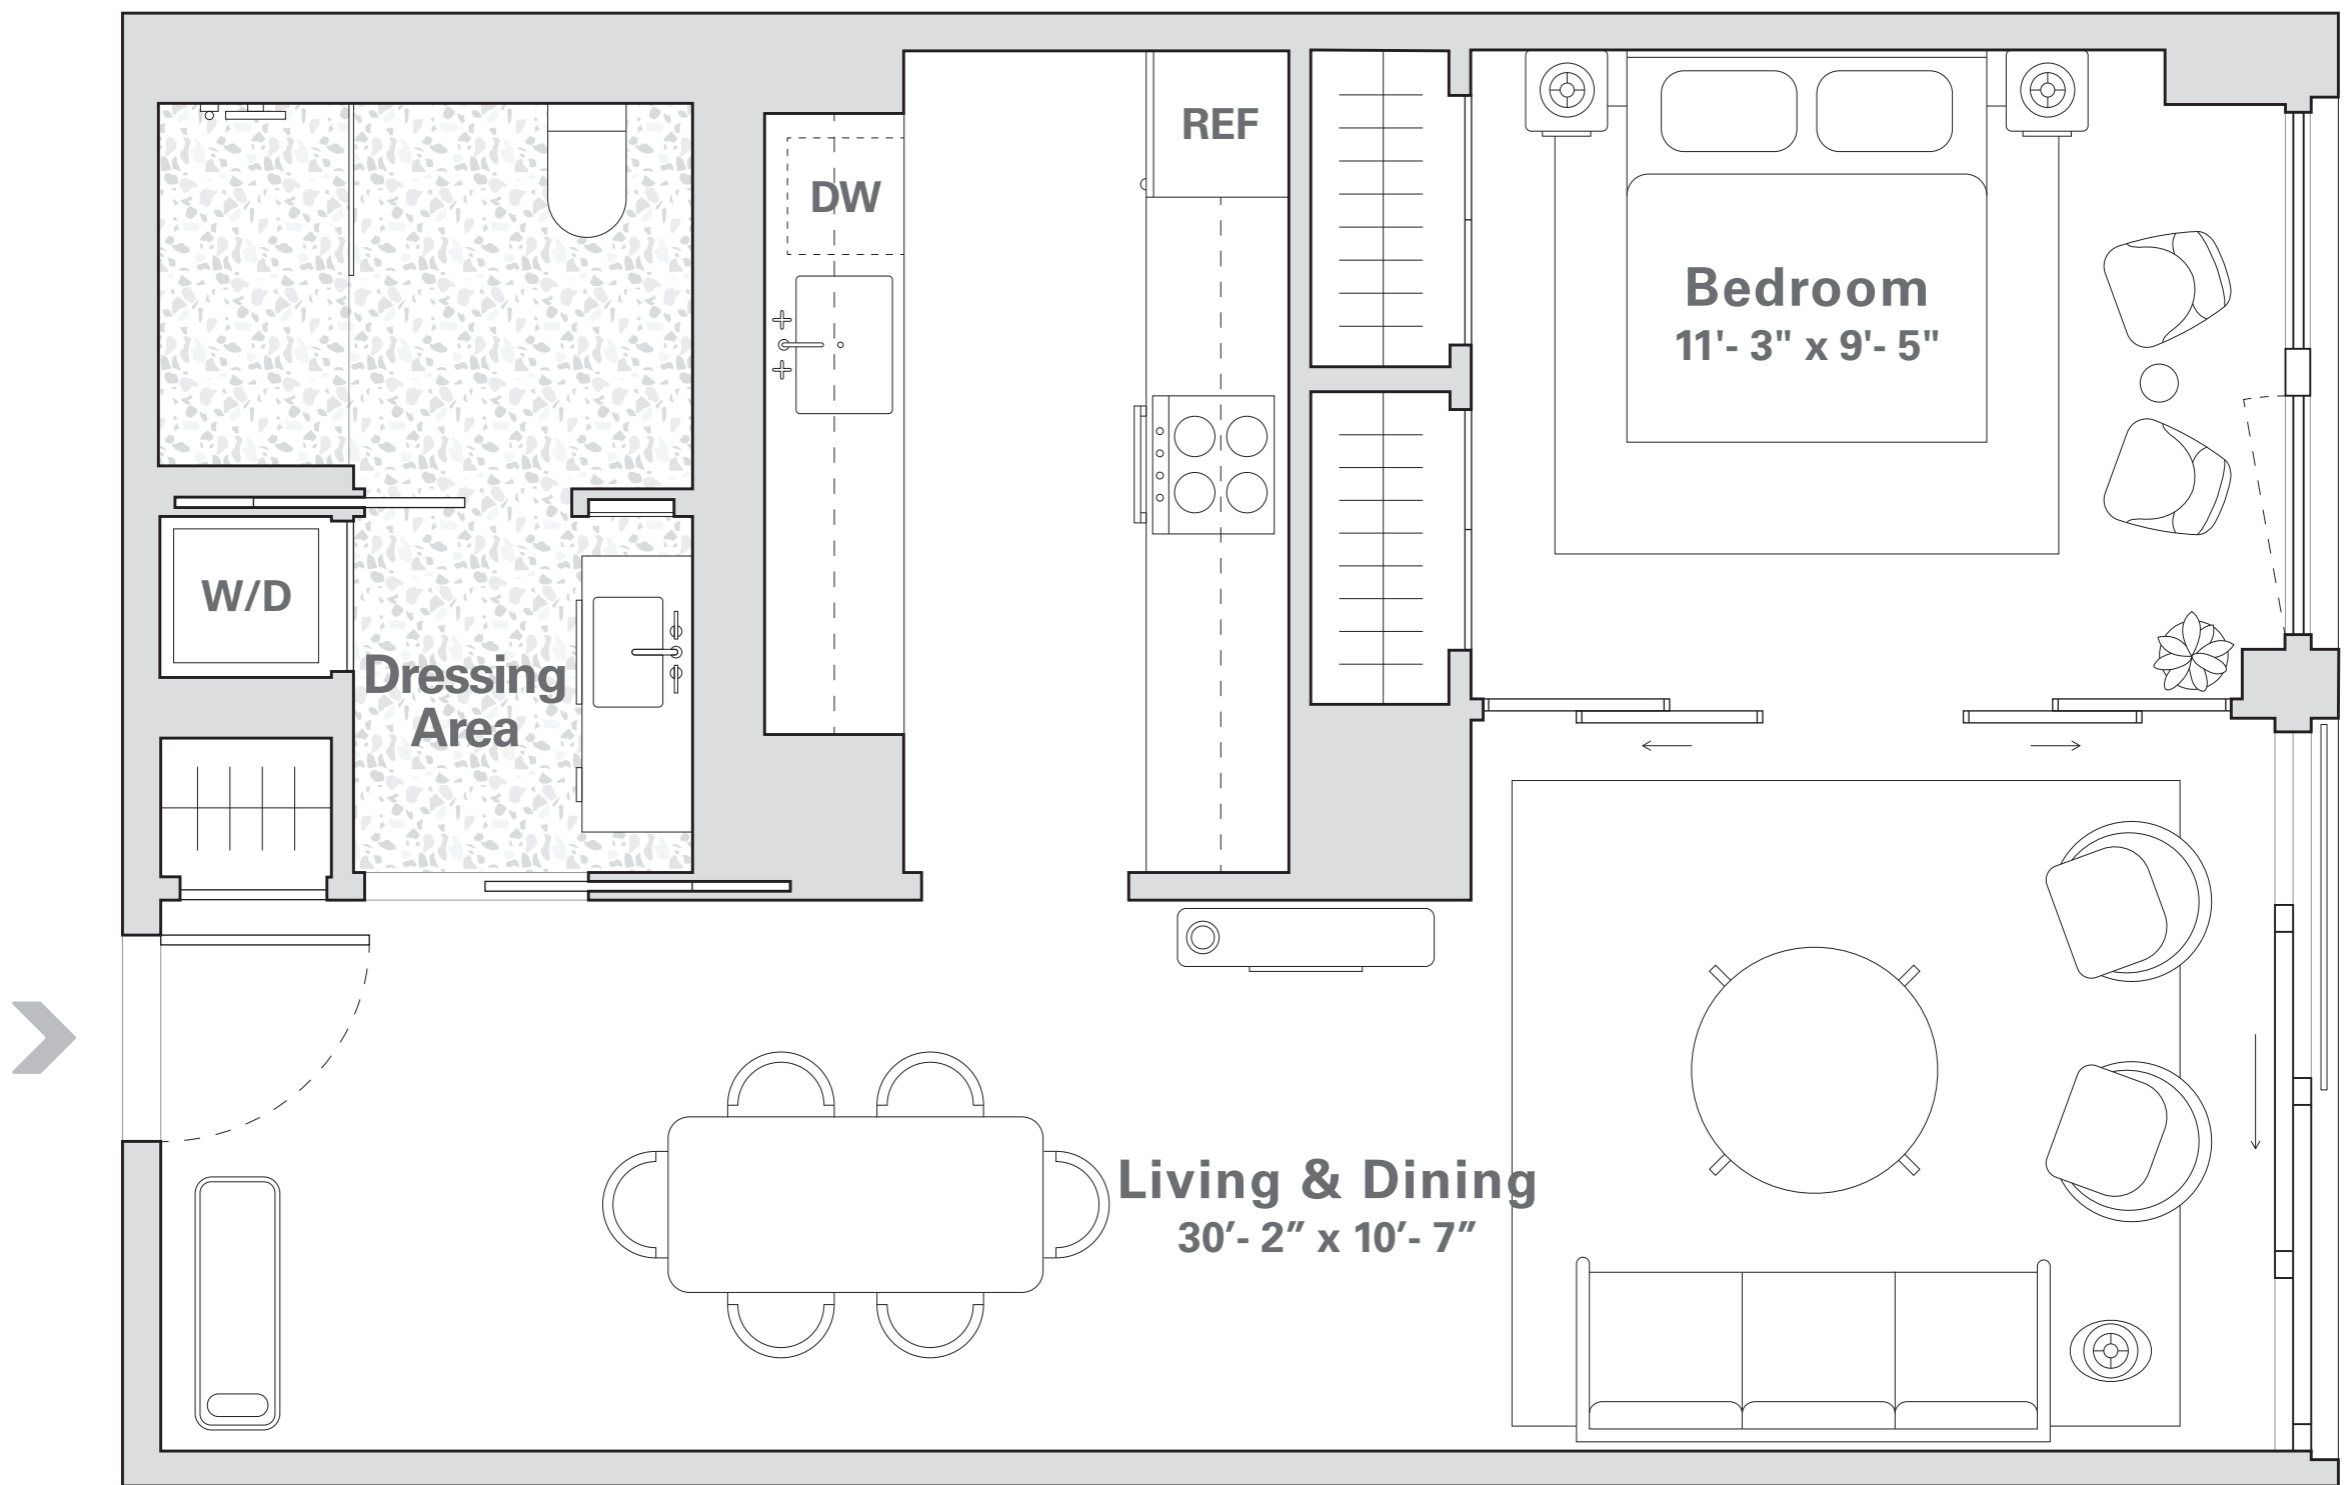 REF
DW
Bedroom
11'- 3" x 9'- 5"
W/D
Dressing
Area
Living & Dining
30’- 2” x 10’- 7”